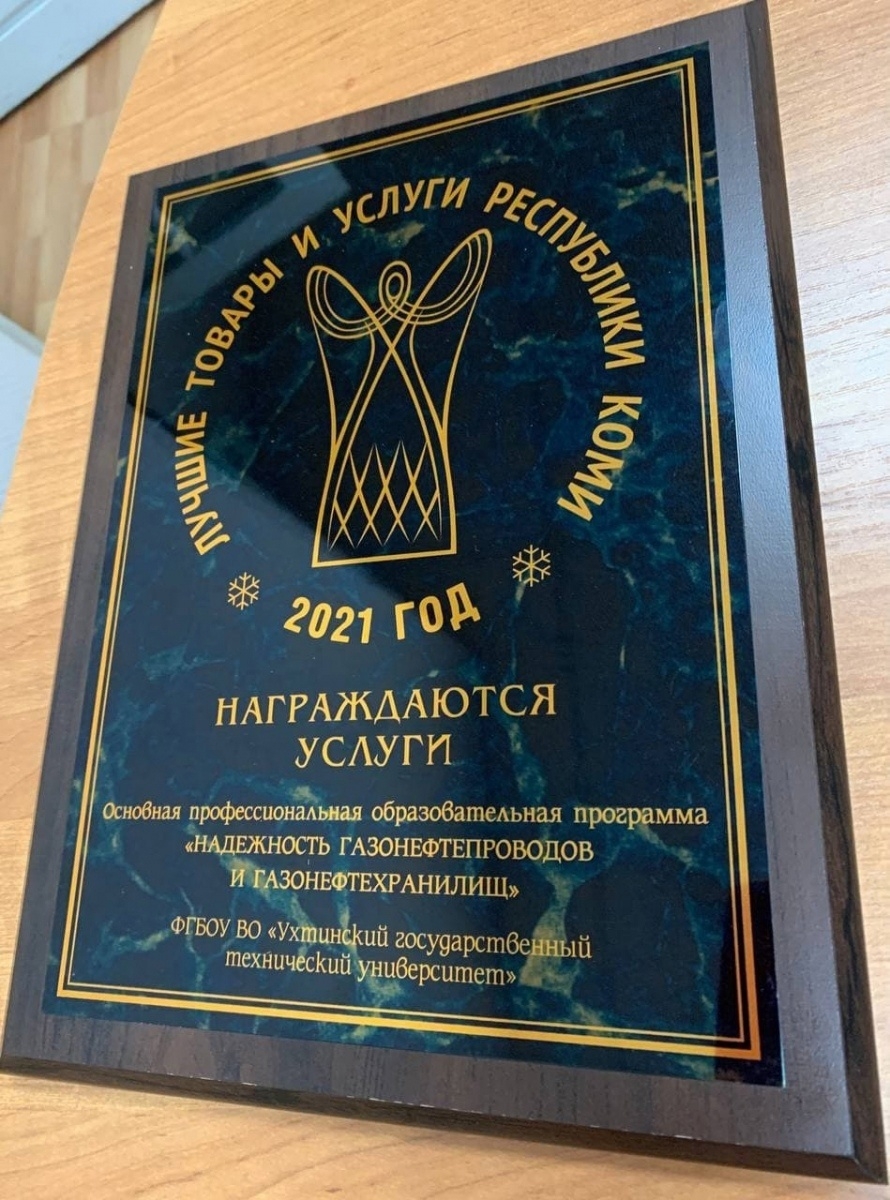 ЛУЧШИЕ ТОВАРЫ И УСЛУГИ РЕСПУБЛИКИ КОМИ
2021 ГОД
НАГРАЖДАЮТСЯ
УСЛУГИ
Основная профессиональная образовательная программа
«НАДЕЖНОСТЬ ГАЗОНЕФТЕПРОВОДОВ
И ГАЗОНЕФТЕХРАНИЛИЩ»
ФГБОУ ВО «Ухтинский государственный
технический университет»